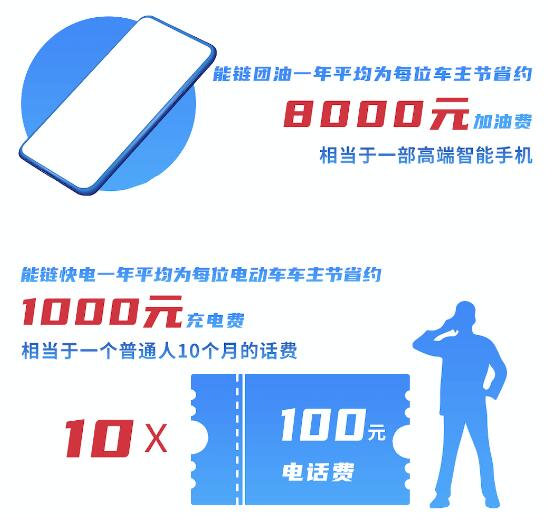 能链团油一年平均为每位车主节省约
8000元加油费
相当于一部高端智能手机
能链快电一年平均为每位电动车车主节省约
1000元充电费
相当于一个普通人10个月的话费
10X
100元
电话费